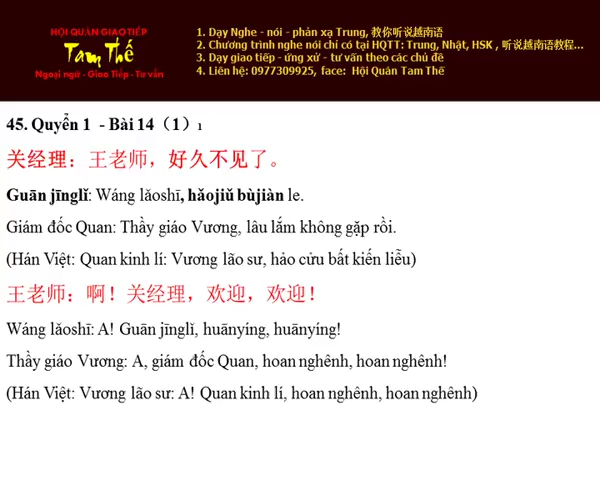 HỘI QUÁN GIAO TIẾP
Tam Thế
Ngoại ngữ - Giao Tiếp - Tư vấn
1. Dạy Nghe - nói - phản xạ Trung, 教你听说越南语
2. Chương trình nghe nói chỉ có tại HQTT: Trung, Nhật, HSK , 听说越南语教程...
3. Dạy giao tiếp - ứng xử - tư vấn theo các chủ đề
4. Liên hệ: 0977309925, face: Hội Quán Tam Thế
45. Quyển 1 - Bài 14（1）1
关经理：王老师，好久不见了。
Guān jīnglǐ: Wáng lǎoshī, hǎojiǔ bùjiàn le.
Giám đốc Quan: Thầy giáo Vương, lâu lắm không gặp rồi.
(Hán Việt: Quan kinh lí: Vương lão sư, hảo cửu bất kiến liễu)
王老师：啊！关经理，欢迎，欢迎！
Wáng lǎoshī: A! Guān jīnglǐ, huānyíng, huānyíng!
Thầy giáo Vương: A, giám đốc Quan, hoan nghênh, hoan nghênh!
(Hán Việt: Vương lão sư: A! Quan kinh lí, hoan nghênh, hoan nghênh)